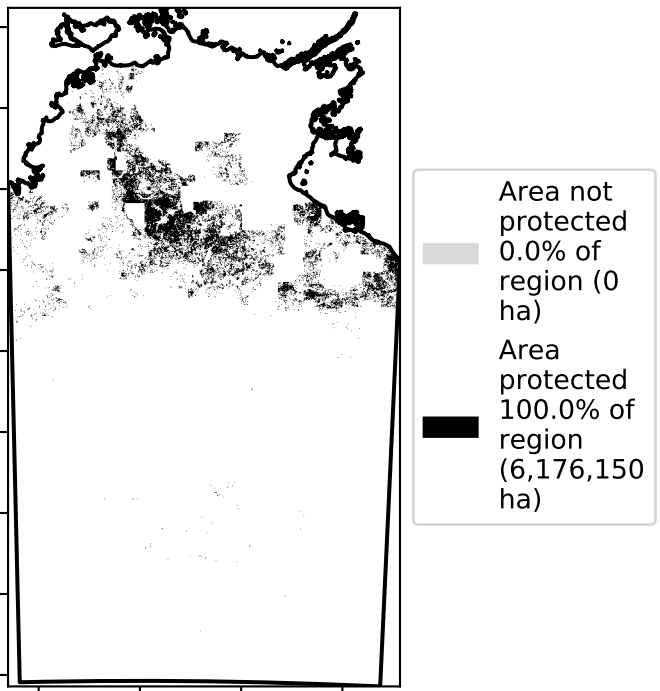 Area not
protected
0.0% of
region (0
ha)
Area
protected
100.0% of
region
(6,176,150
ha)